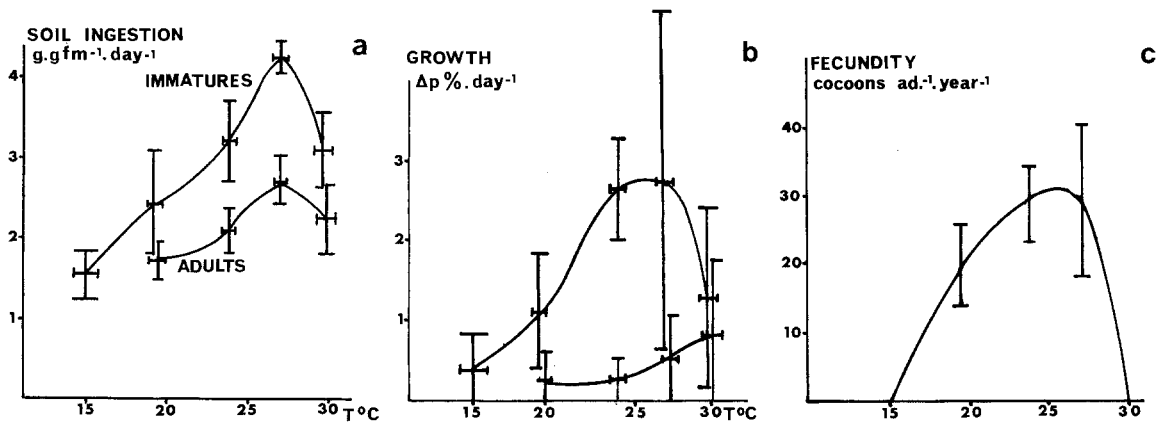 SOIL INGESTION
g.g fm-¹.day-¹
a
IMMATURES
ADULTS
4
3
2
1
15 20 25 30 T°C
GROWTH
Δp%.day-¹
b
3
2
1
15 20 25 30 T°C
FECUNDITY
cocoons ad.-¹.year-¹
c
40
30
20
10
15 20 25 30